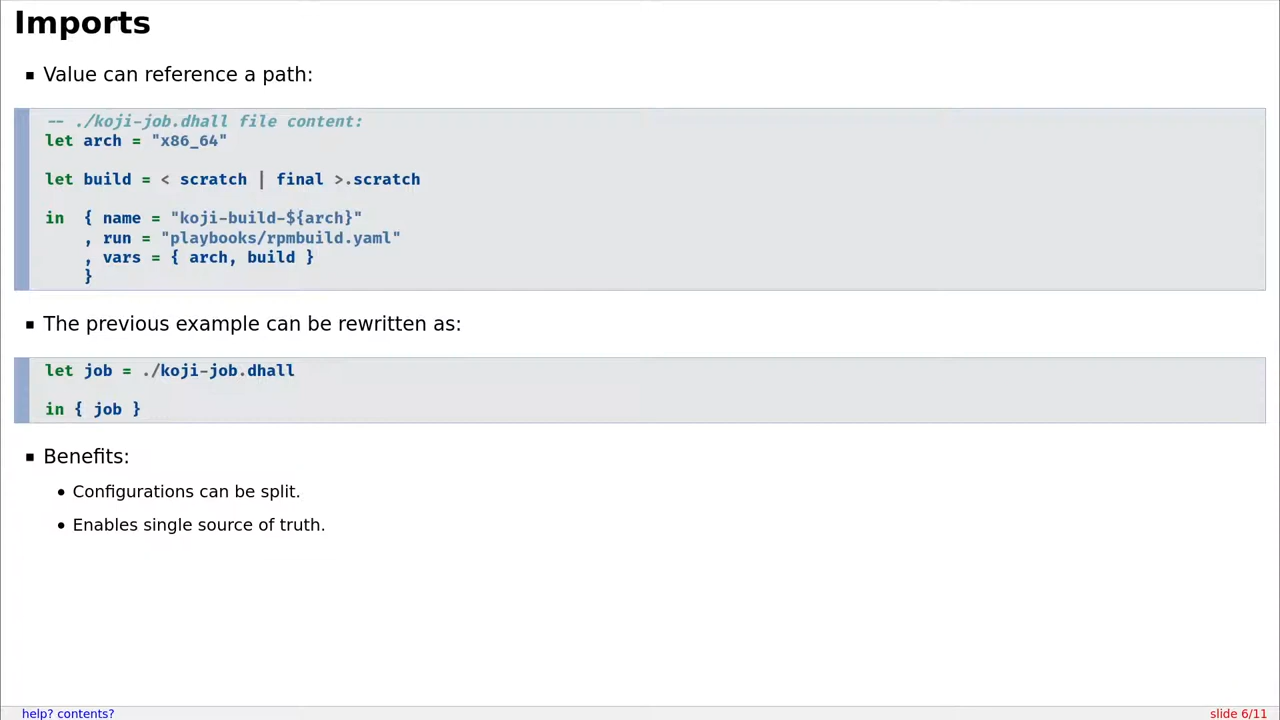 Imports
▪ Value can reference a path:
-- ./koji-job.dhall file content:
let arch = "x86_64"
let build = < scratch | final >.scratch
in  { name = "koji-build-${arch}"
    , run = "playbooks/rpmbuild.yaml"
    , vars = { arch, build }
    }
▪ The previous example can be rewritten as:
let job = ./koji-job.dhall
in { job }
▪ Benefits:
• Configurations can be split.
• Enables single source of truth.
help? contents?
slide 6/11